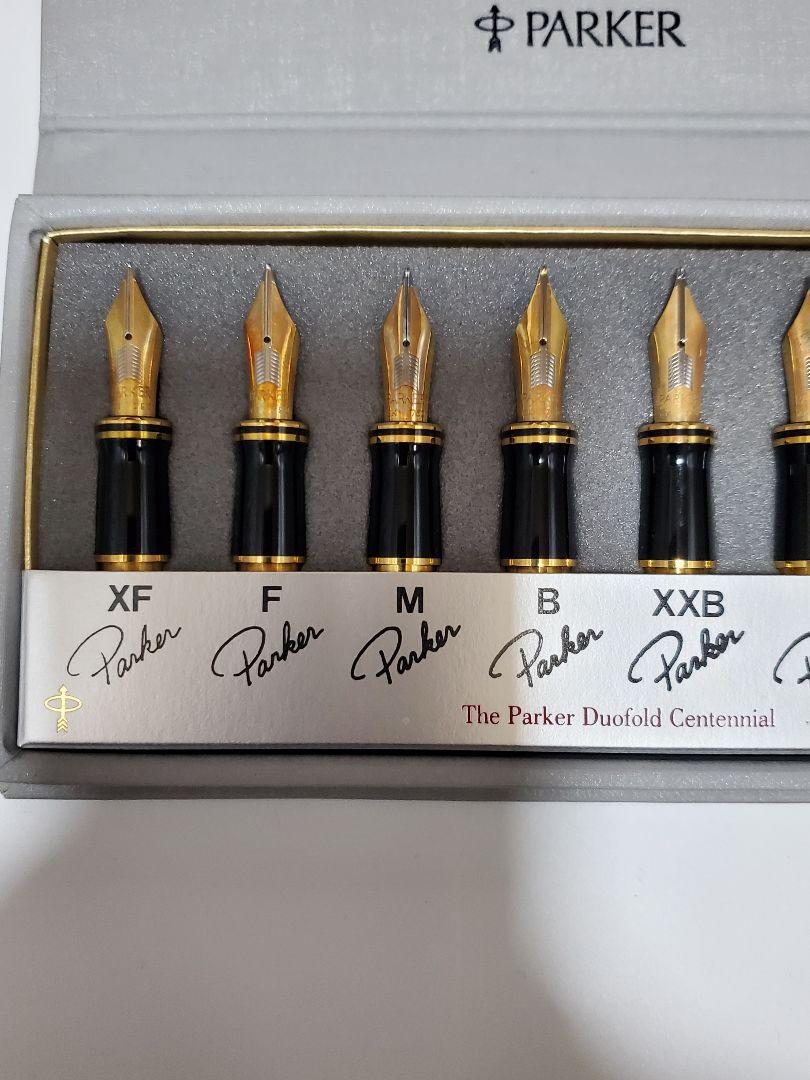 PARKER
XF F M B XXB
Parker Parker Parker Parker Parker
The Parker Duofold Centennial